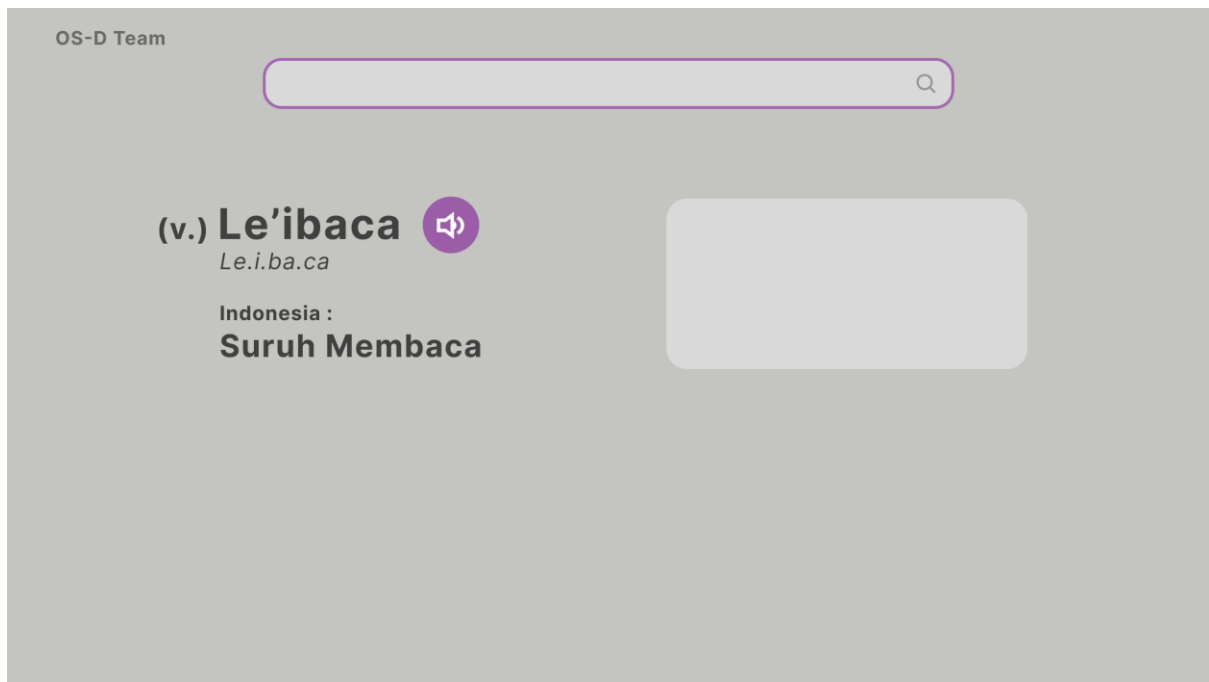 OS-D Team
(v.) Le’ibaca
Le.i.ba.ca
Indonesia :
Suruh Membaca